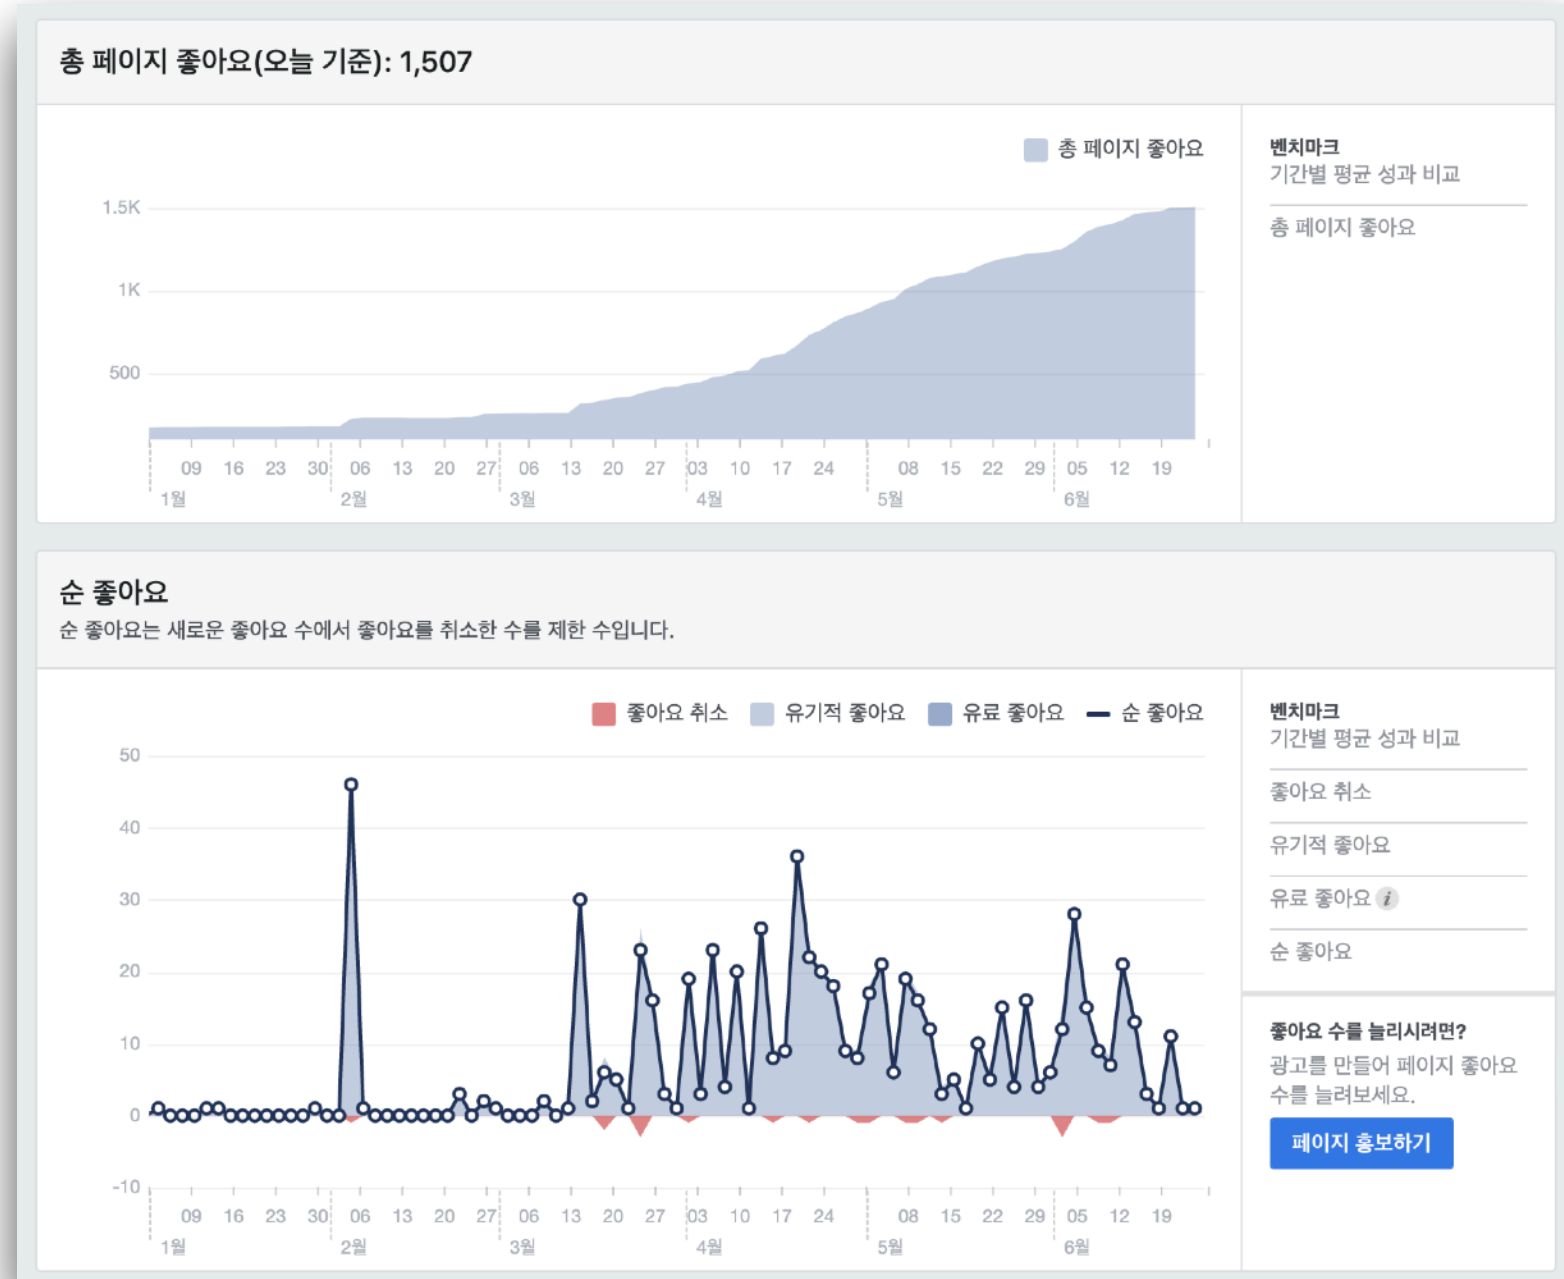 총 페이지 좋아요(오늘 기준): 1,507
총 페이지 좋아요
1.5K
1K
500
09 16 23 30 06 13 20 27 06 13 20 27 03 10 17 24 08 15 22 29 05 12 19
1월 2월 3월 4월 5월 6월
벤치마크
기간별 평균 성과 비교
총 페이지 좋아요
순 좋아요
순 좋아요는 새로운 좋아요 수에서 좋아요를 취소한 수를 제한 수입니다.
좋아요 취소 유기적 좋아요 유료 좋아요 순 좋아요
50
40
30
20
10
0
-10
09 16 23 30 06 13 20 27 06 13 20 27 03 10 17 24 08 15 22 29 05 12 19
1월 2월 3월 4월 5월 6월
벤치마크
기간별 평균 성과 비교
좋아요 취소
유기적 좋아요
유료 좋아요 i
순 좋아요
좋아요 수를 늘리시려면?
광고를 만들어 페이지 좋아요
수를 늘려보세요.
페이지 홍보하기